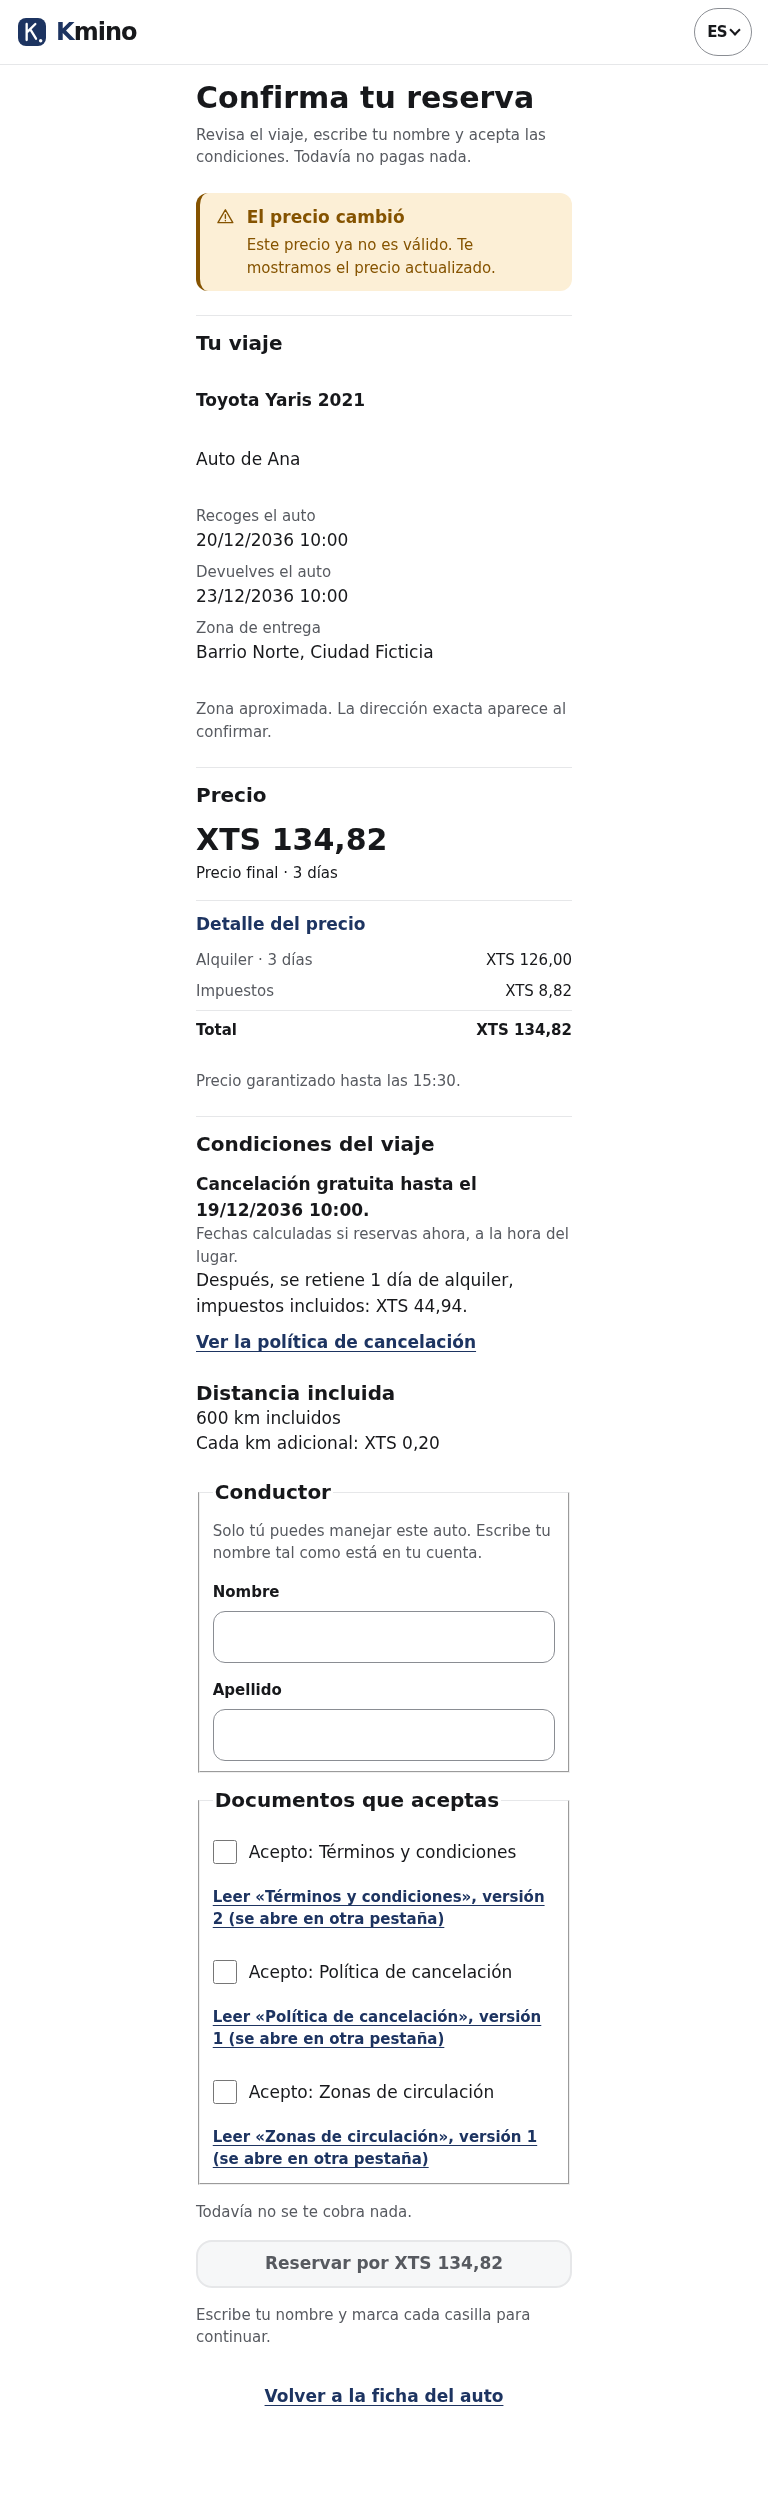 Kmino
ES
Confirma tu reserva
Revisa el viaje, escribe tu nombre y acepta las
condiciones. Todavía no pagas nada.
El precio cambió
Este precio ya no es válido. Te
mostramos el precio actualizado.
Tu viaje
Toyota Yaris 2021
Auto de Ana
Recoges el auto
20/12/2036 10:00
Devuelves el auto
23/12/2036 10:00
Zona de entrega
Barrio Norte, Ciudad Ficticia
Zona aproximada. La dirección exacta aparece al
confirmar.
Precio
XTS 134,82
Precio final · 3 días
Detalle del precio
Alquiler · 3 días XTS 126,00
Impuestos XTS 8,82
Total XTS 134,82
Precio garantizado hasta las 15:30.
Condiciones del viaje
Cancelación gratuita hasta el
19/12/2036 10:00.
Fechas calculadas si reservas ahora, a la hora del
lugar.
Después, se retiene 1 día de alquiler,
impuestos incluidos: XTS 44,94.
Ver la política de cancelación
Distancia incluida
600 km incluidos
Cada km adicional: XTS 0,20
Conductor
Solo tú puedes manejar este auto. Escribe tu
nombre tal como está en tu cuenta.
Nombre
Apellido
Documentos que aceptas
Acepto: Términos y condiciones
Leer «Términos y condiciones», versión
2 (se abre en otra pestaña)
Acepto: Política de cancelación
Leer «Política de cancelación», versión
1 (se abre en otra pestaña)
Acepto: Zonas de circulación
Leer «Zonas de circulación», versión 1
(se abre en otra pestaña)
Todavía no se te cobra nada.
Reservar por XTS 134,82
Escribe tu nombre y marca cada casilla para
continuar.
Volver a la ficha del auto